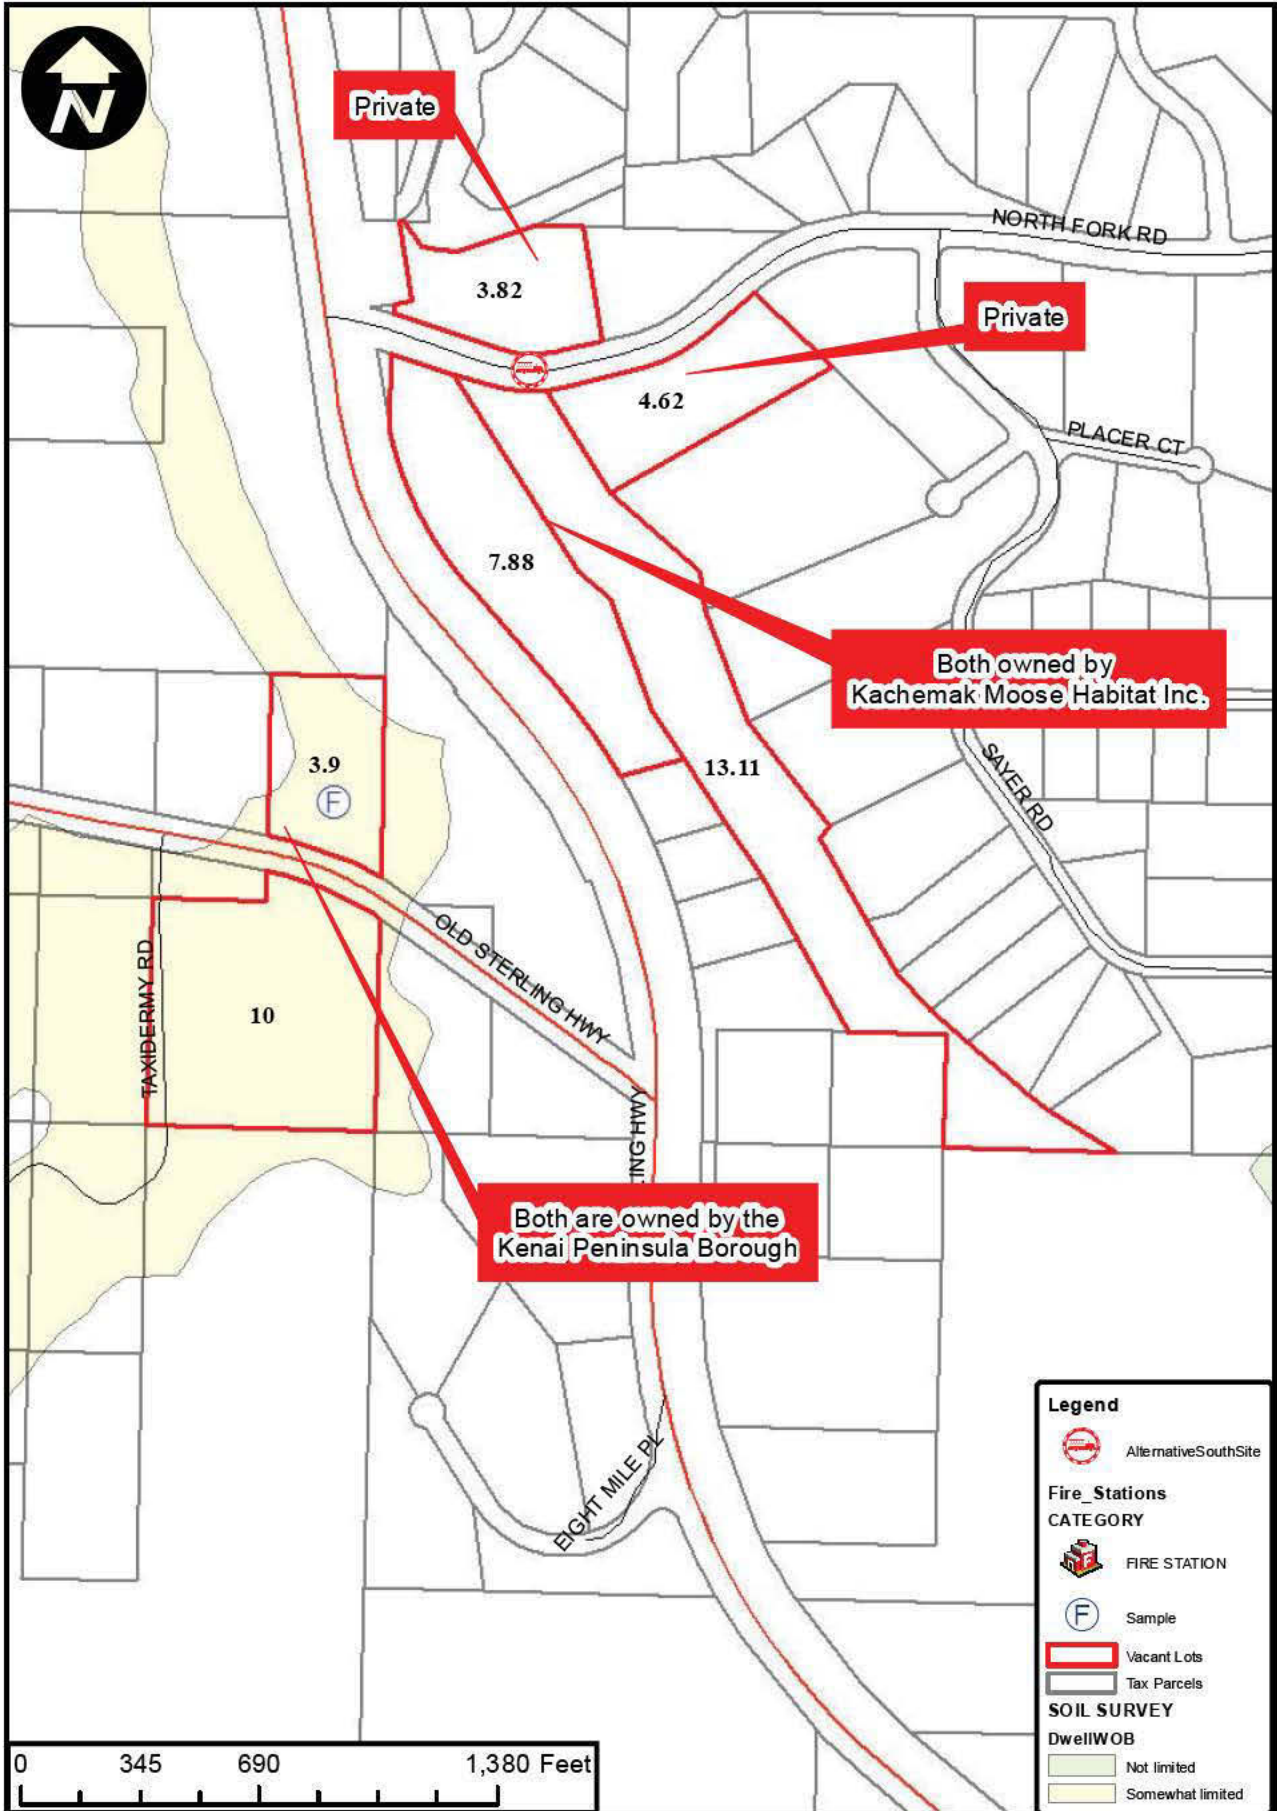 N
Private
NORTH FORK RD
3.82
Private
4.62
PLACER CT
7.88
Both owned by
Kachemak Moose Habitat Inc.
3.9
F
13.11
SAYER RD
OLD STERLING HWY
TAXIDERMY RD
10
LING HWY
Both are owned by the
Kenai Peninsula Borough
EIGHT MILE PL
Legend
AlternativeSouthSite
Fire_Stations
CATEGORY
FIRE STATION
F
Sample
Vacant Lots
Tax Parcels
SOIL SURVEY
DwellWOB
Not limited
Somewhat limited
0 345 690 1,380 Feet